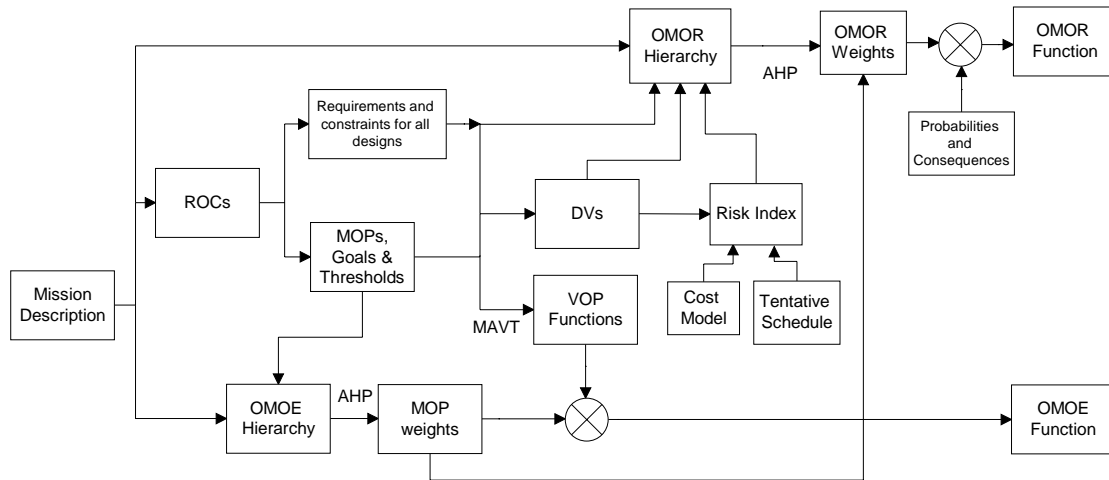 OMOR
Hierarchy
AHP
OMOR
Weights
OMOR
Function
Requirements and
constraints for all
designs
Probabilities
and
Consequences
ROCs
DVs
Risk Index
MOPs,
Goals &
Thresholds
Mission
Description
MAVT
VOP
Functions
Cost
Model
Tentative
Schedule
OMOE
Hierarchy
AHP
MOP
weights
OMOE
Function